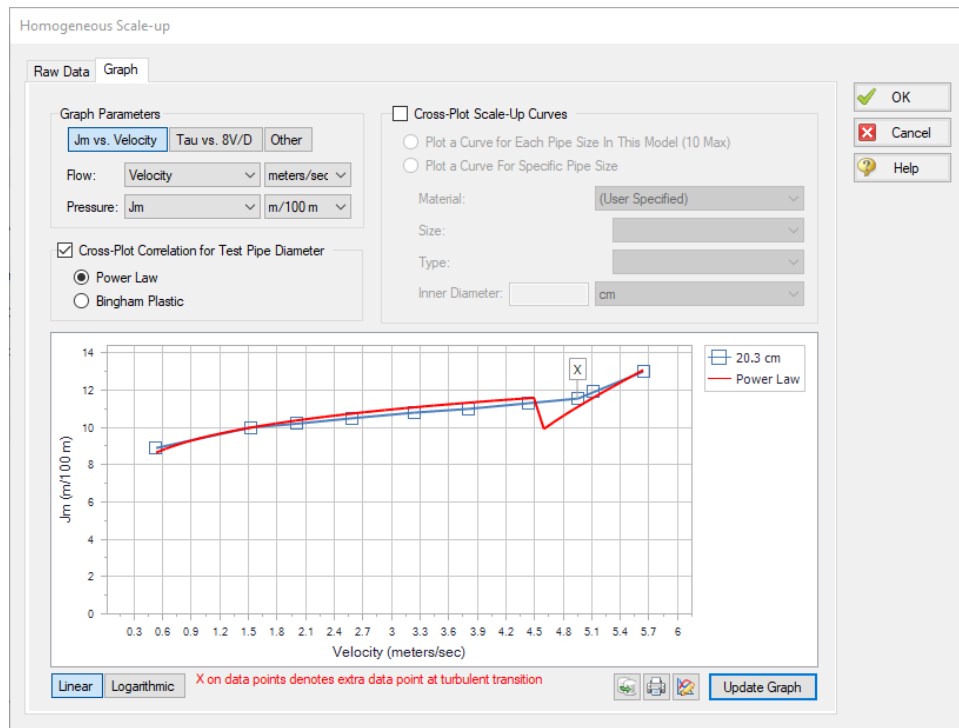 Homogeneous Scale-up
Raw Data Graph
OK
Cancel
Help
Graph Parameters
Jm vs. Velocity Tau vs. 8V/D Other
Flow: Velocity meters/sec
Pressure: Jm m/100 m
Cross-Plot Correlation for Test Pipe Diameter
Power Law
Bingham Plastic
Cross-Plot Scale-Up Curves
Plot a Curve for Each Pipe Size In This Model (10 Max)
Plot a Curve For Specific Pipe Size
Material: (User Specified)
Size:
Type:
Inner Diameter: cm
14
12
10
8
6
4
2
0
Jm (m/100 m)
X
20.3 cm
Power Law
0.3 0.6 0.9 1.2 1.5 1.8 2.1 2.4 2.7 3 3.3 3.6 3.9 4.2 4.5 4.8 5.1 5.4 5.7 6
Velocity (meters/sec)
Linear Logarithmic X on data points denotes extra data point at turbulent transition Update Graph